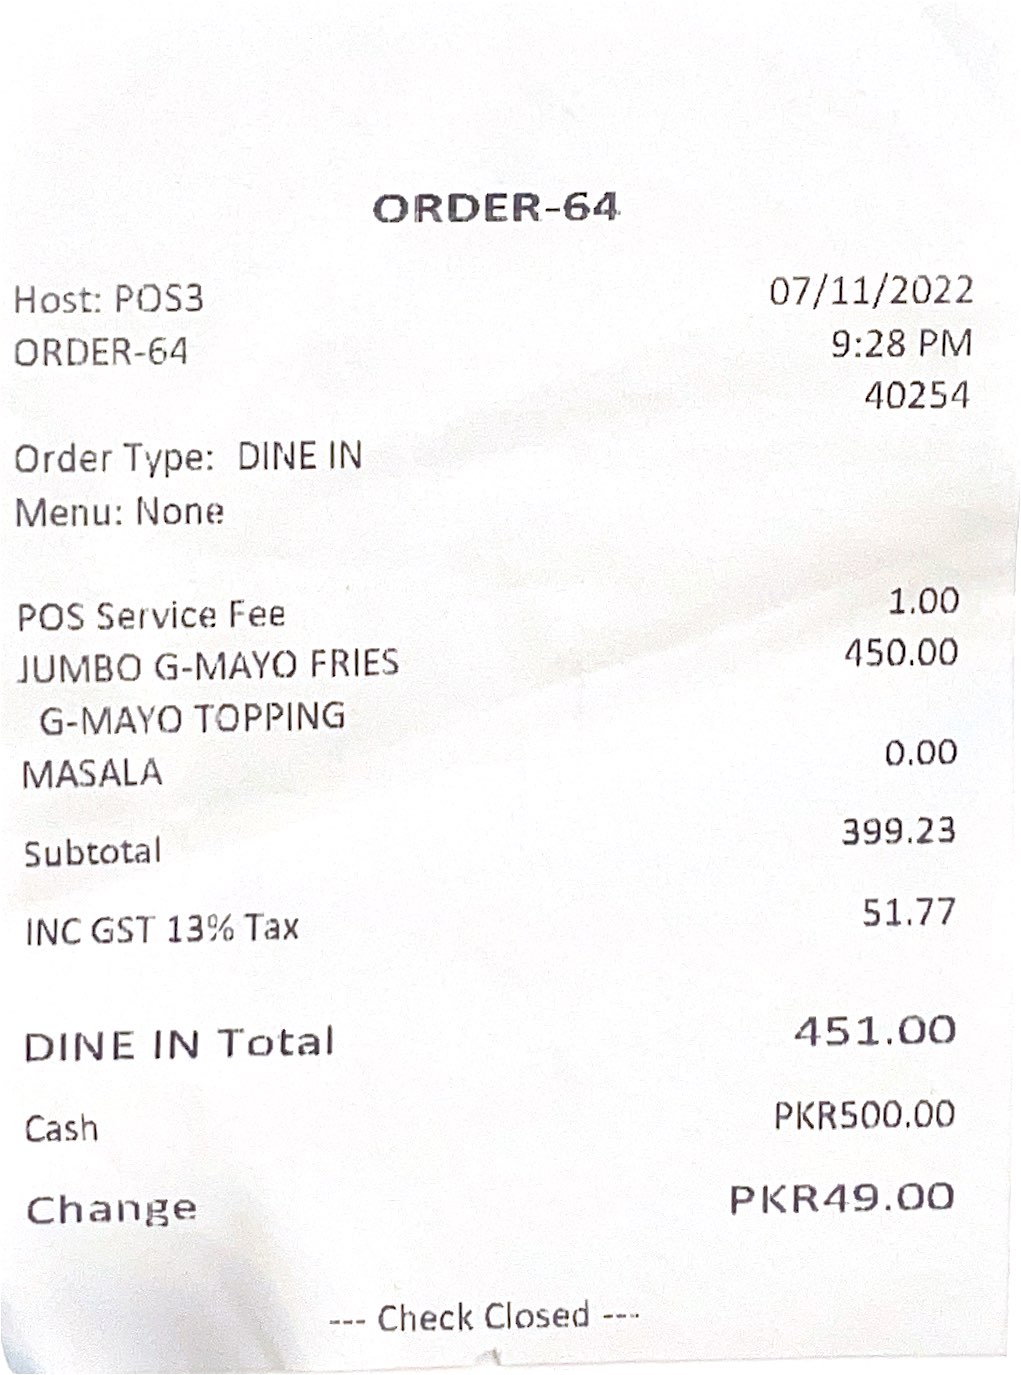 ORDER-64
Host: POS3 07/11/2022
ORDER-64 9:28 PM
40254
Order Type: DINE IN
Menu: None
POS Service Fee 1.00
JUMBO G-MAYO FRIES 450.00
G-MAYO TOPPING
MASALA 0.00
Subtotal 399.23
INC GST 13% Tax 51.77
DINE IN Total 451.00
Cash PKR500.00
Change PKR49.00
--- Check Closed ---